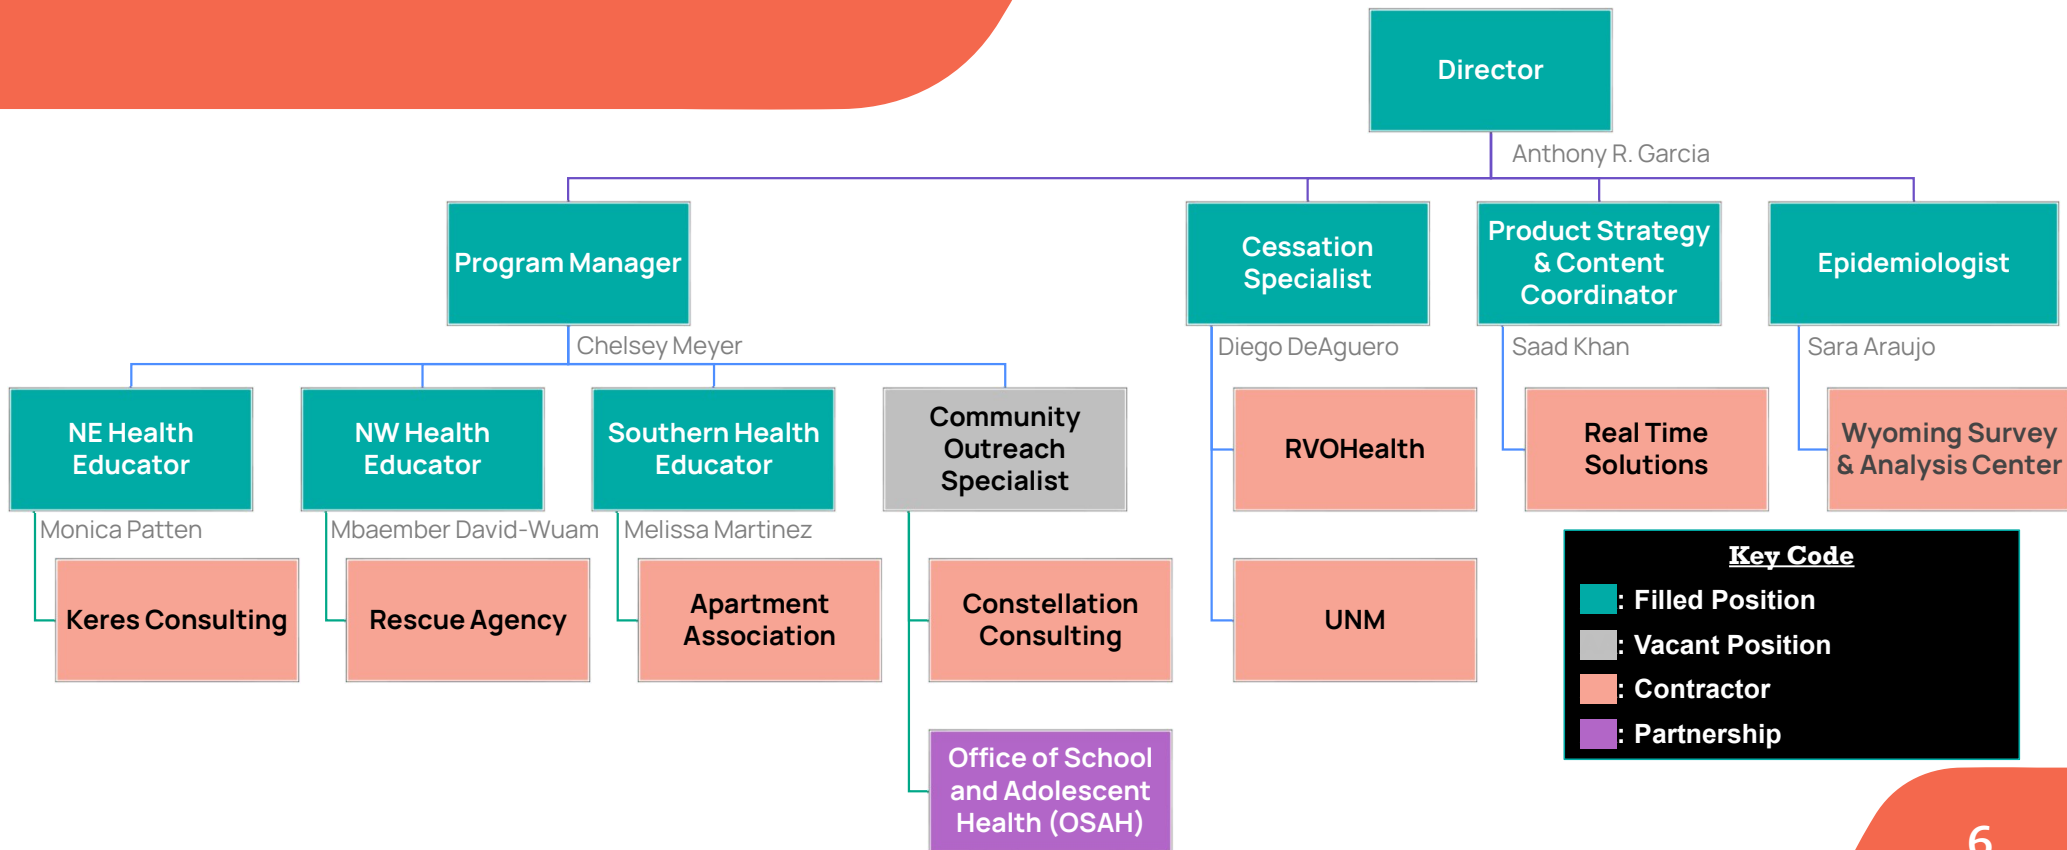 Director
Anthony R. Garcia
Program Manager
Chelsey Meyer
Cessation
Specialist
Diego DeAguero
Product Strategy
& Content
Coordinator
Saad Khan
Epidemiologist
Sara Araujo
NE Health
Educator
Monica Patten
NW Health
Educator
Mbaember David-Wuam
Southern Health
Educator
Melissa Martinez
Community
Outreach
Specialist
RVOHealth
Real Time
Solutions
Wyoming Survey
& Analysis Center
Keres Consulting
Rescue Agency
Apartment
Association
Constellation
Consulting
UNM
Office of School
and Adolescent
Health (OSAH)
Key Code
: Filled Position
: Vacant Position
: Contractor
: Partnership
6